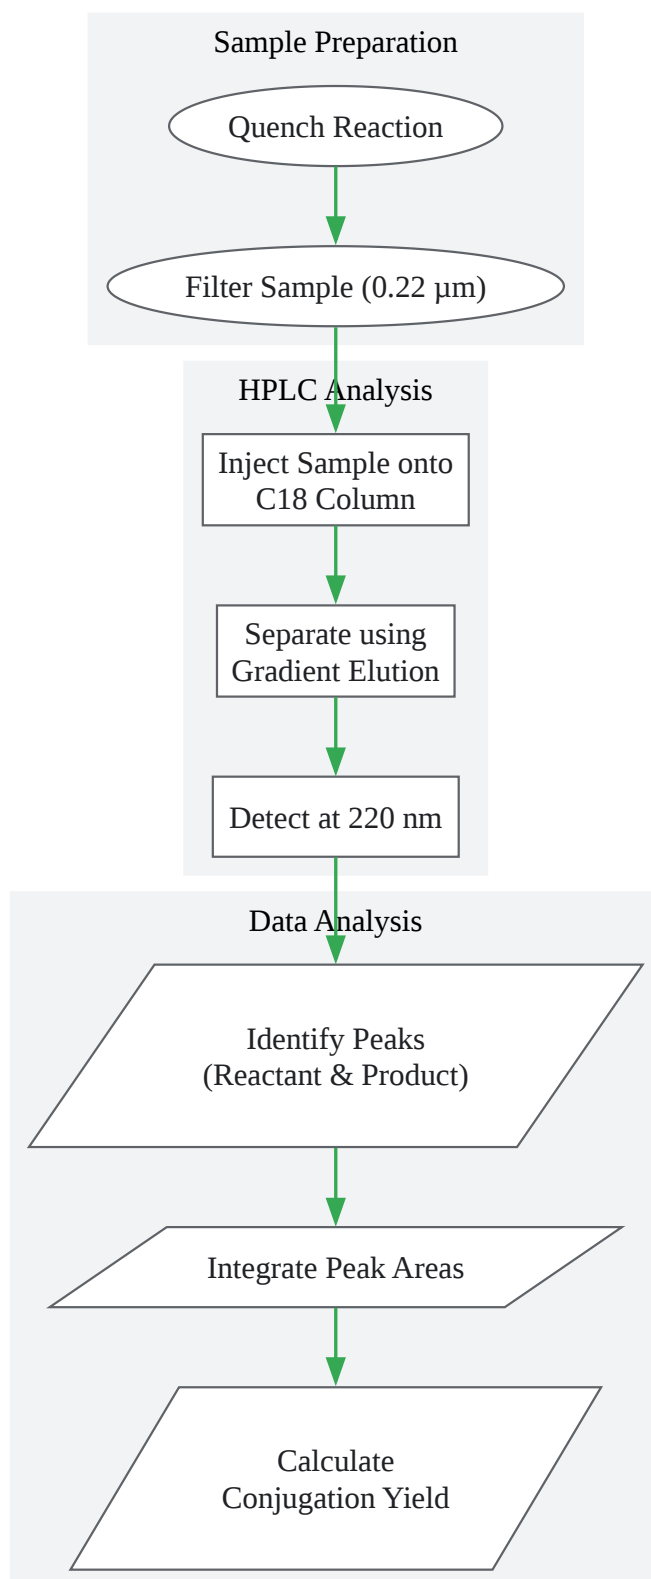 Sample Preparation
Quench Reaction
Filter Sample (0.22 µm)
HPLC Analysis
Inject Sample onto
C18 Column
Separate using
Gradient Elution
Detect at 220 nm
Data Analysis
Identify Peaks
(Reactant & Product)
Integrate Peak Areas
Calculate
Conjugation Yield